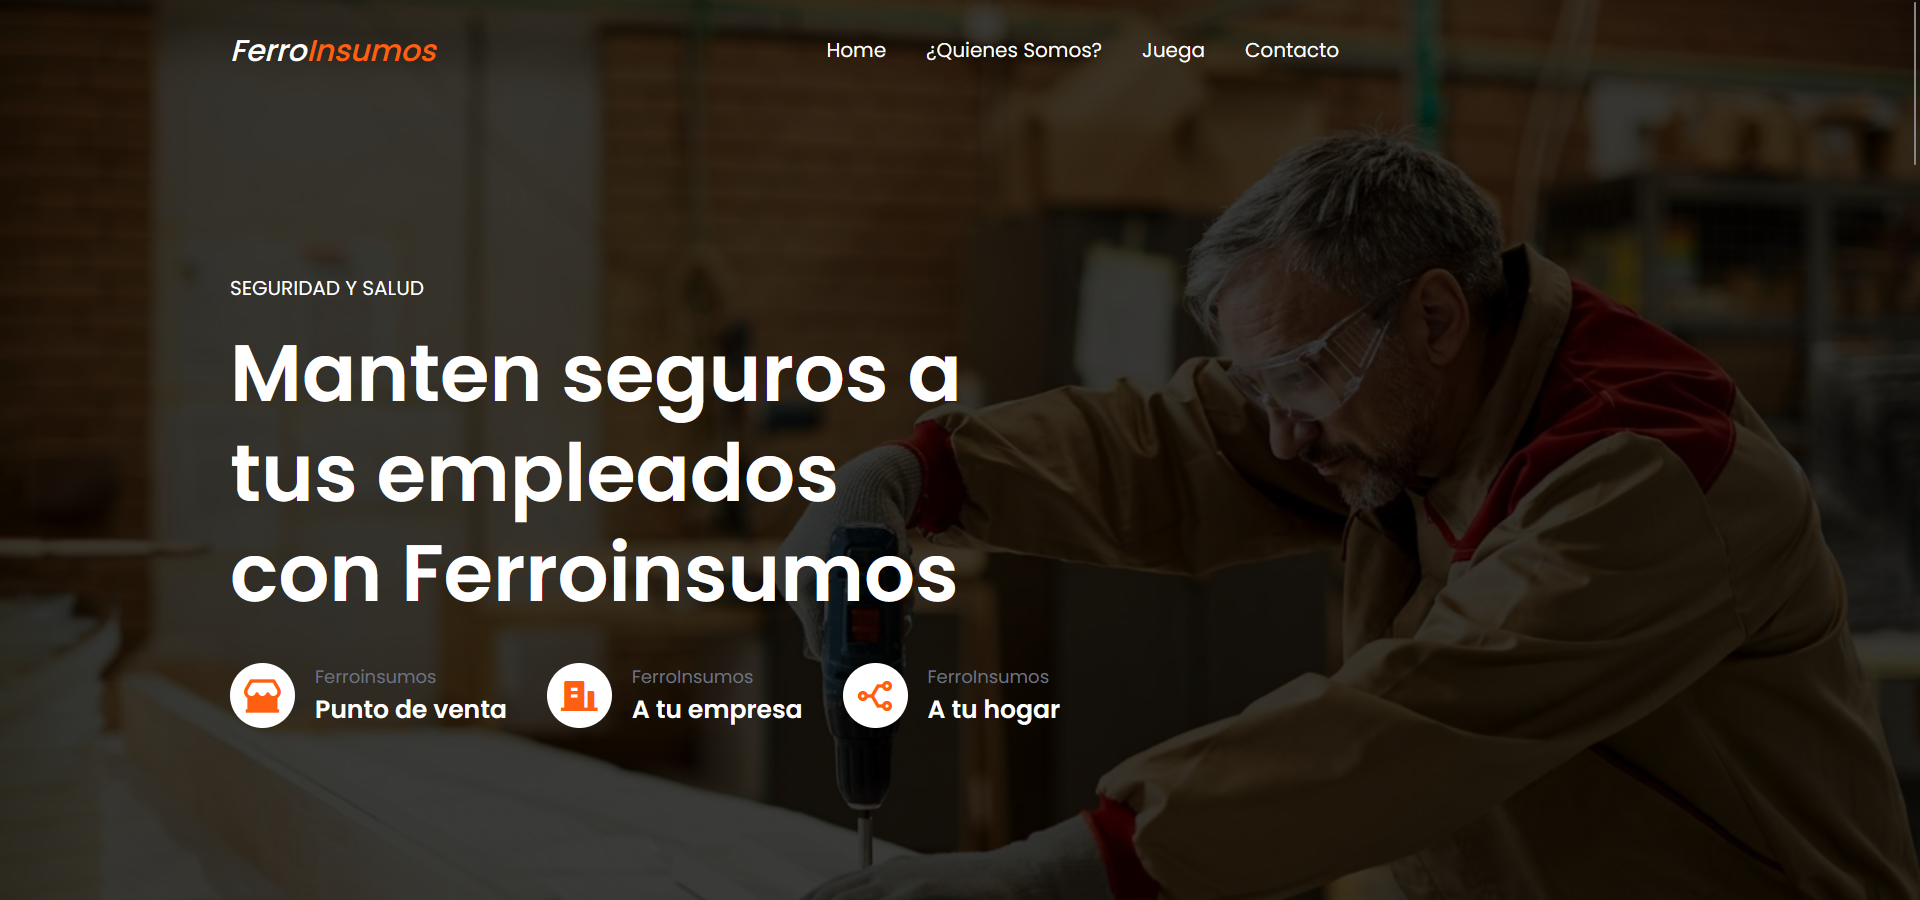 FerroInsumos
Home ¿Quienes Somos? Juega Contacto
SEGURIDAD Y SALUD
Manten seguros a
tus empleados
con Ferroinsumos
Ferroinsumos
Punto de venta
FerroInsumos
A tu empresa
FerroInsumos
A tu hogar